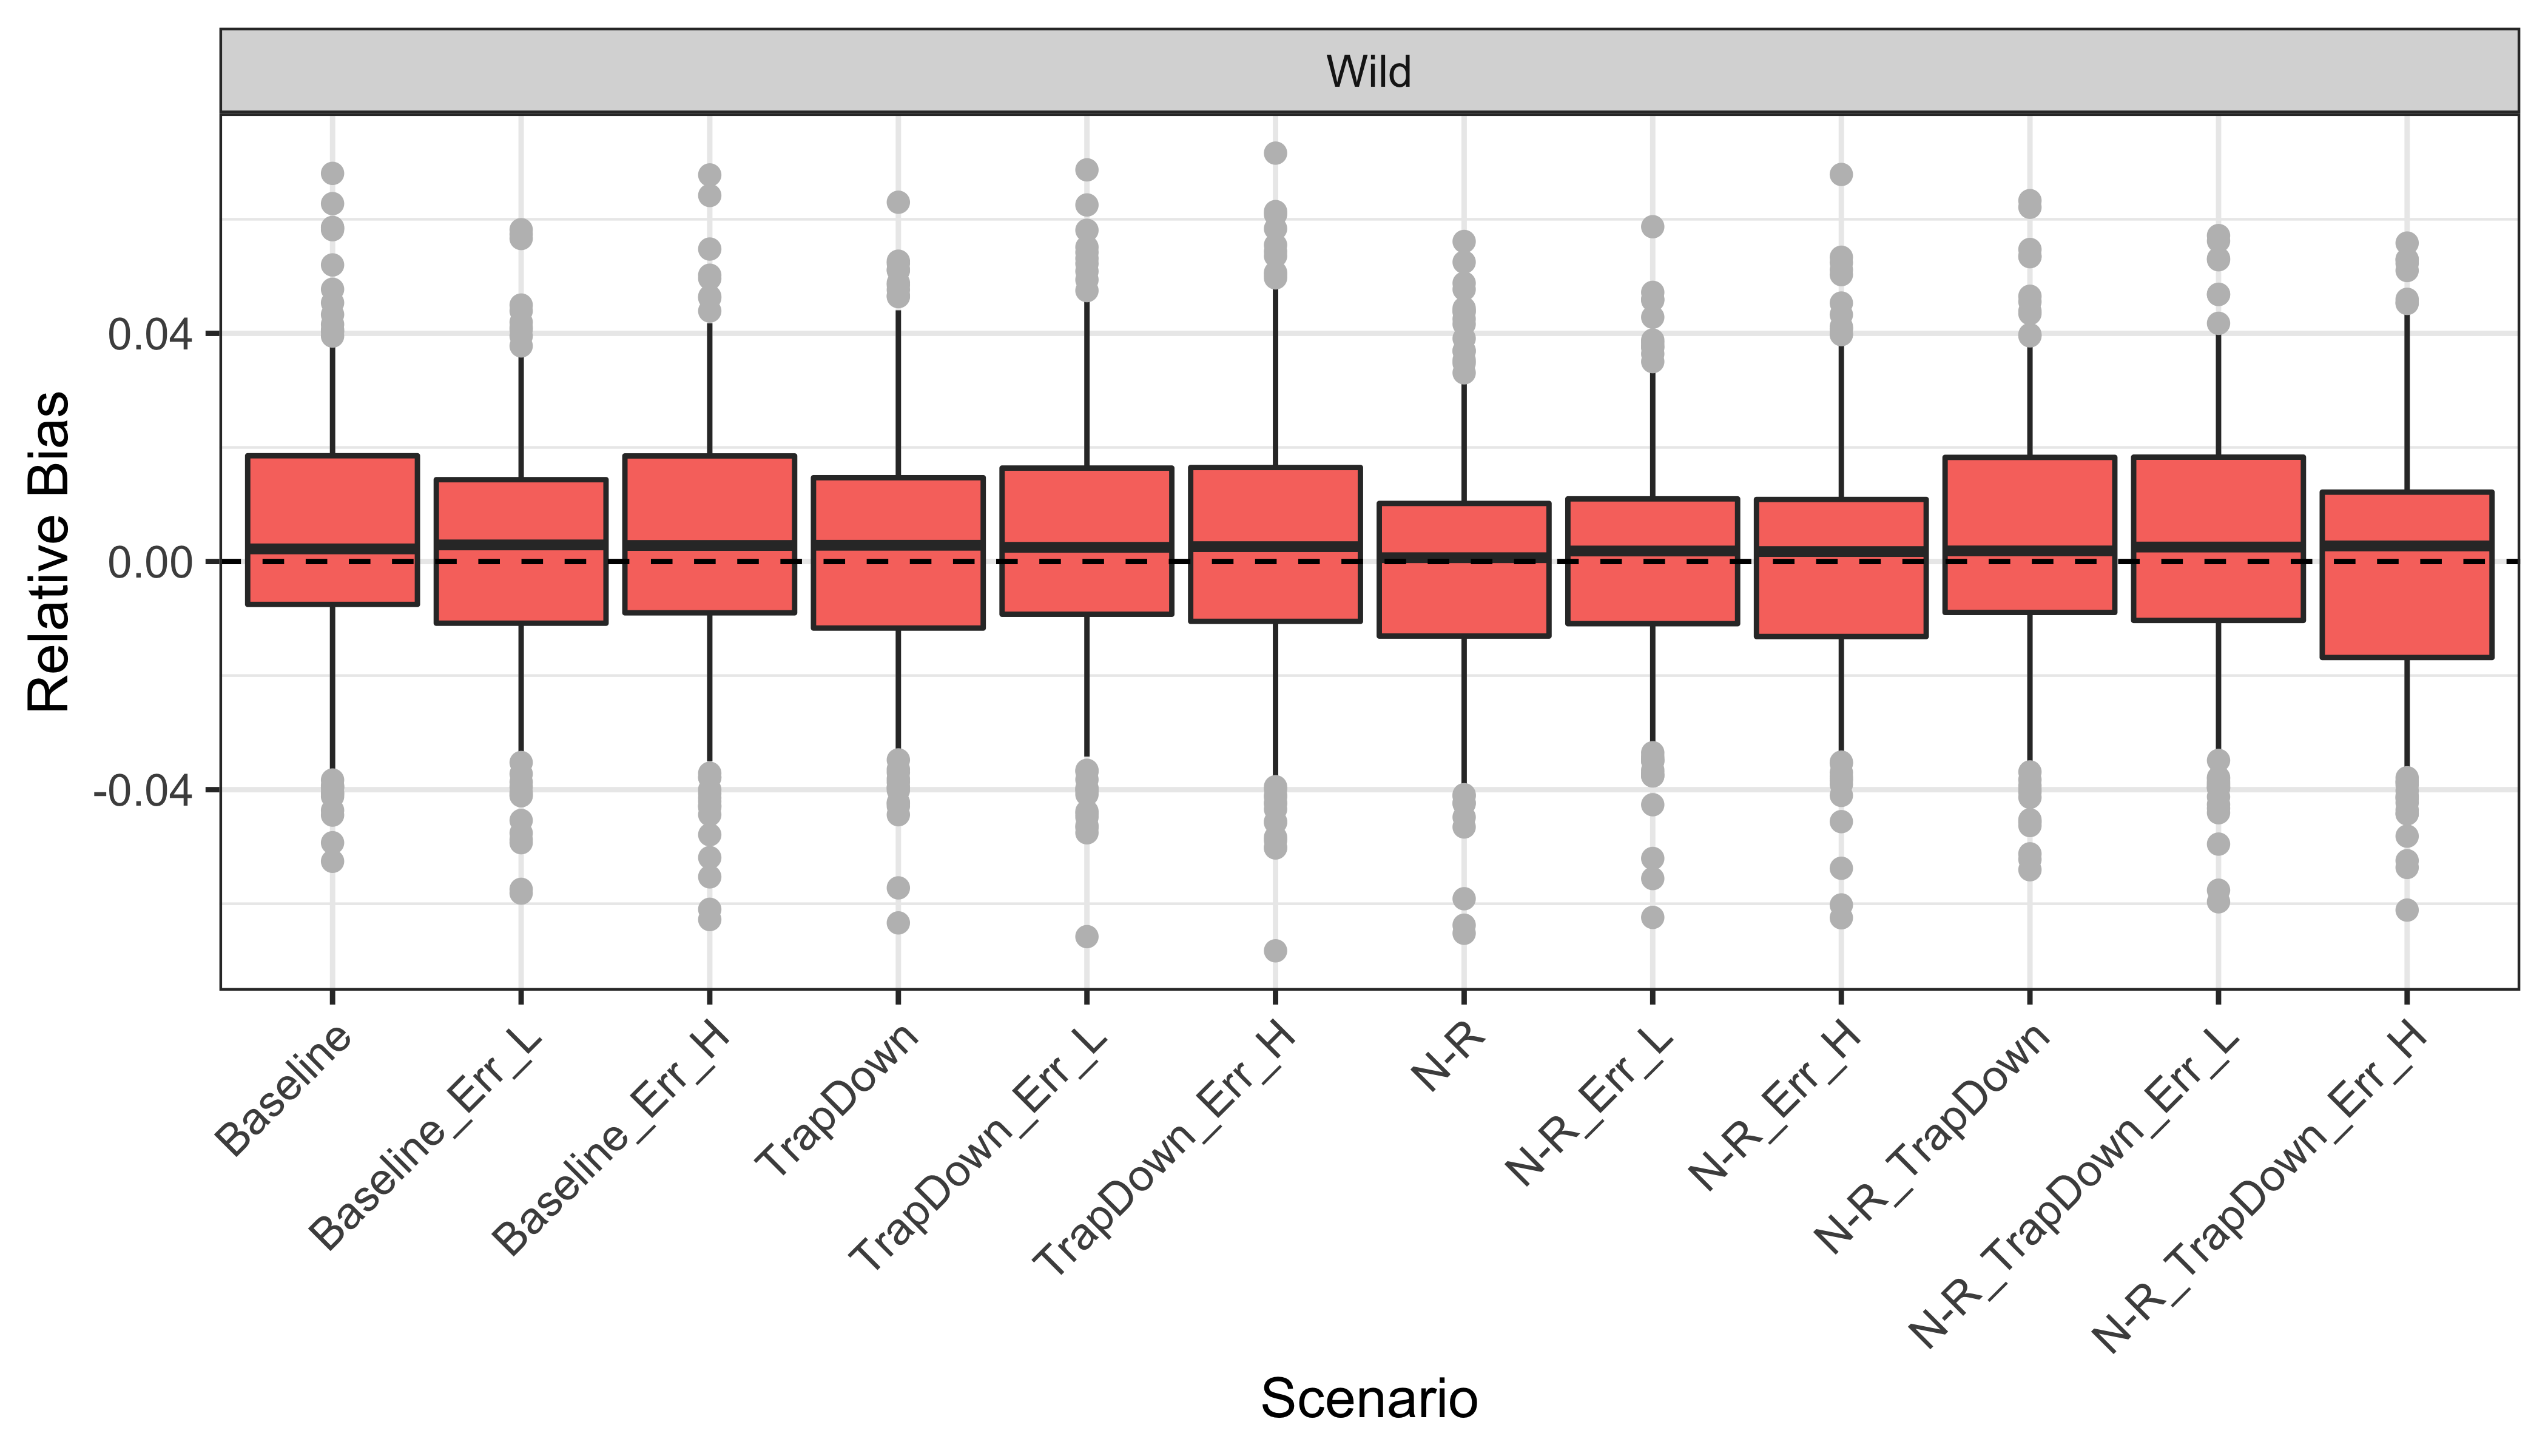 Wild
Relative Bias
0.04
0.00
-0.04
Baseline
Baseline_Err_L
Baseline_Err_H
TrapDown
TrapDown_Err_L
TrapDown_Err_H
N-R
N-R_Err_L
N-R_Err_H
N-R_TrapDown
N-R_TrapDown_Err_L
N-R_TrapDown_Err_H
Scenario